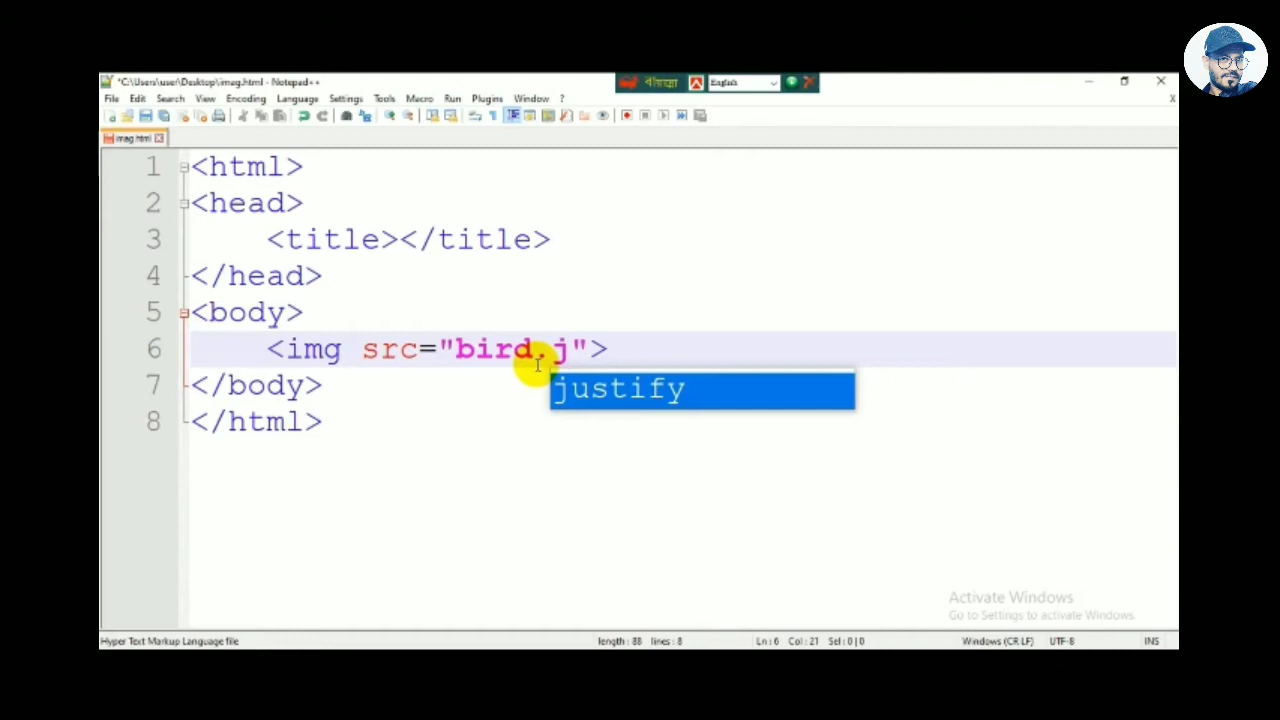 *C:\Users\user\Desktop\imag.html - Notepad++
বায়ান্নো English
File Edit Search View Encoding Language Settings Tools Macro Run Plugins Window ? X
imag.html
1 <html>
2 <head>
3 <title></title>
4 </head>
5 <body>
6 <img src="bird.j">
justify
7 </body>
8 </html>
Activate Windows
Go to Settings to activate Windows.
Hyper Text Markup Language file length : 88 lines : 8 Ln : 6 Col : 21 Sel : 0 | 0 Windows (CR LF) UTF-8 INS